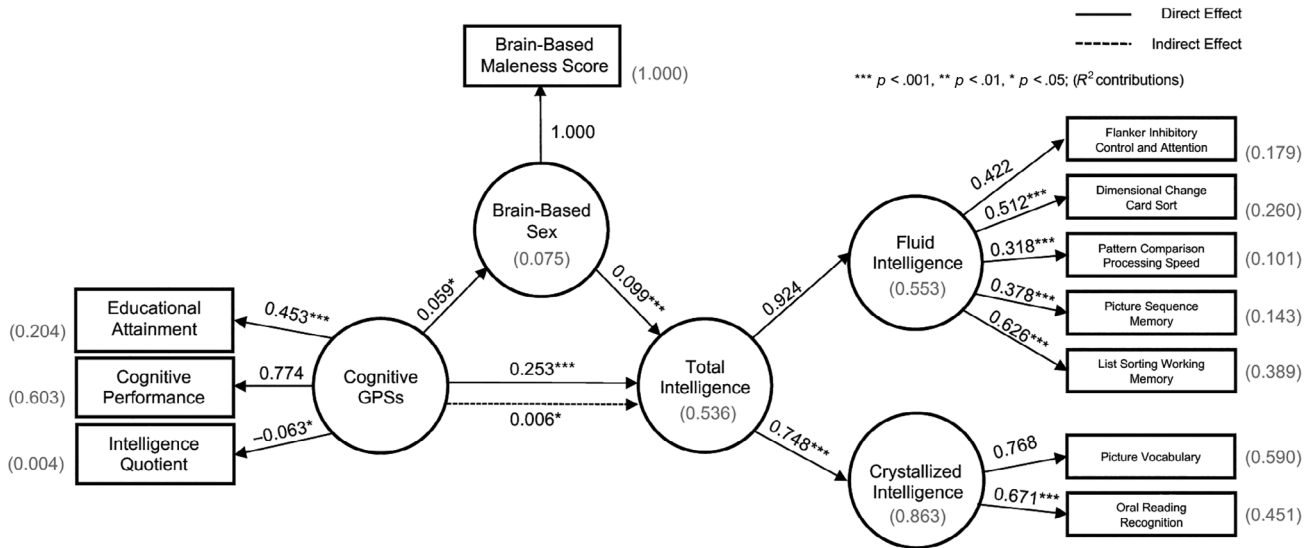 Direct Effect
Indirect Effect
*** p < .001, ** p < .01, * p < .05; (R² contributions)
Brain-Based
Maleness Score
(1.000)
1.000
Brain-Based
Sex
(0.075)
0.059*
0.099***
Educational
Attainment
(0.204)
0.453***
Cognitive
Performance
(0.603)
0.774
Intelligence
Quotient
(0.004)
−0.063*
Cognitive
GPSs
0.253***
0.006*
Total
Intelligence
(0.536)
0.924
0.748***
Fluid
Intelligence
(0.553)
0.422
Flanker Inhibitory
Control and Attention
(0.179)
0.512***
Dimensional Change
Card Sort
(0.260)
0.318***
Pattern Comparison
Processing Speed
(0.101)
0.378***
Picture Sequence
Memory
(0.143)
0.626***
List Sorting Working
Memory
(0.389)
Crystallized
Intelligence
(0.863)
0.768
Picture Vocabulary
(0.590)
0.671***
Oral Reading
Recognition
(0.451)